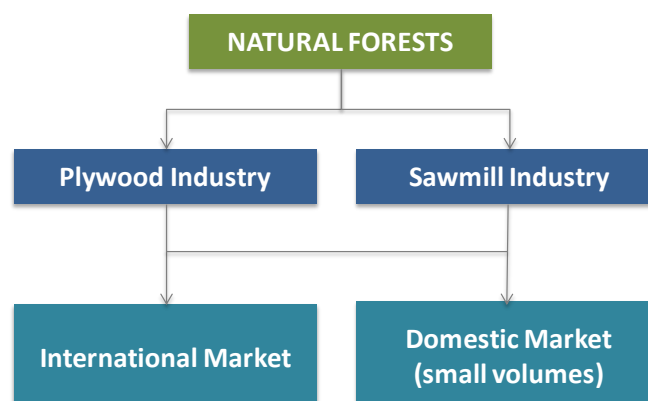 NATURAL FORESTS
Plywood Industry
Sawmill Industry
International Market
Domestic Market
(small volumes)